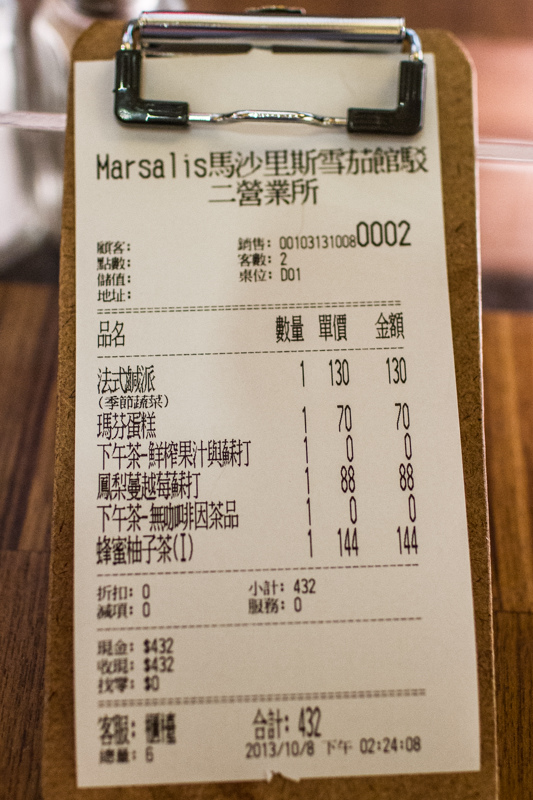 Marsalis馬沙里斯雪茄館駁
二營業所
顧客: 銷售: 001031310080002
點數: 客數: 2
儲值: 桌位: D01
地址:
品名 數量 單價 金額
法式鹹派 1 130 130
(季節蔬菜)
瑪芬蛋糕 1 70 70
下午茶-鮮榨果汁與蘇打 1 0 0
鳳梨蔓越莓蘇打 1 88 88
下午茶-無咖啡因茶品 1 0 0
蜂蜜柚子茶(I) 1 144 144
折扣: 0 小計: 432
減項: 0 服務: 0
現金: $432
收現: $432
找零: $0
客服: 櫃檯 合計: 432
總量: 6 2013/10/8 下午 02:24:08